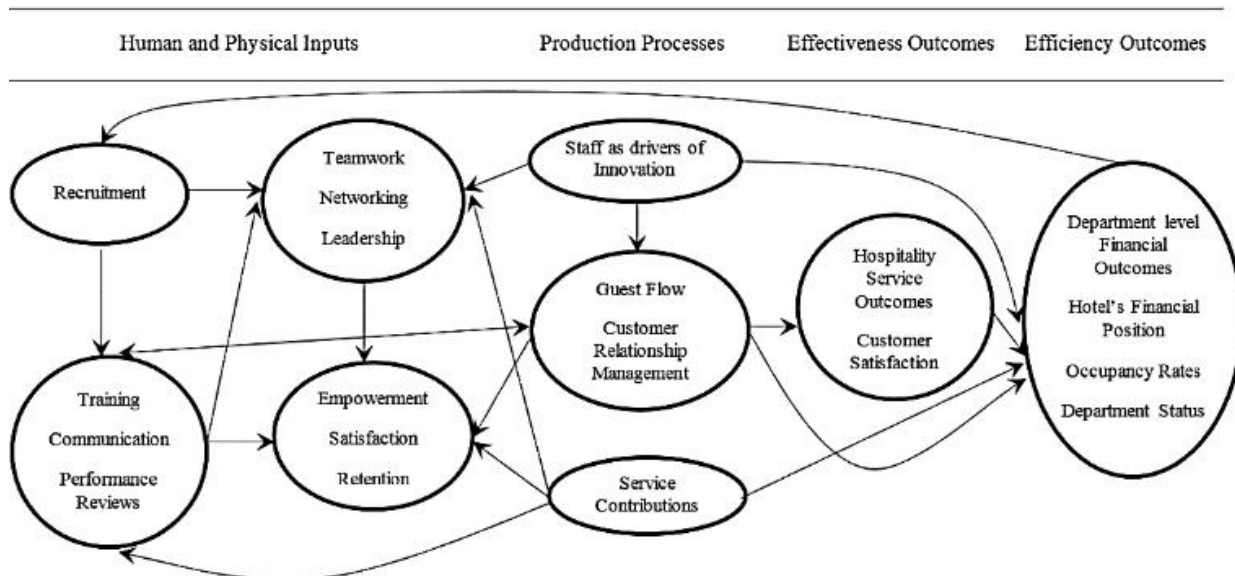 Human and Physical Inputs
Production Processes
Effectiveness Outcomes
Efficiency Outcomes
Recruitment
Teamwork
Networking
Leadership
Staff as drivers of
Innovation
Training
Communication
Performance
Reviews
Empowerment
Satisfaction
Retention
Guest Flow
Customer
Relationship
Management
Service
Contributions
Hospitality
Service
Outcomes
Customer
Satisfaction
Department level
Financial
Outcomes
Hotel's Financial
Position
Occupancy Rates
Department Status